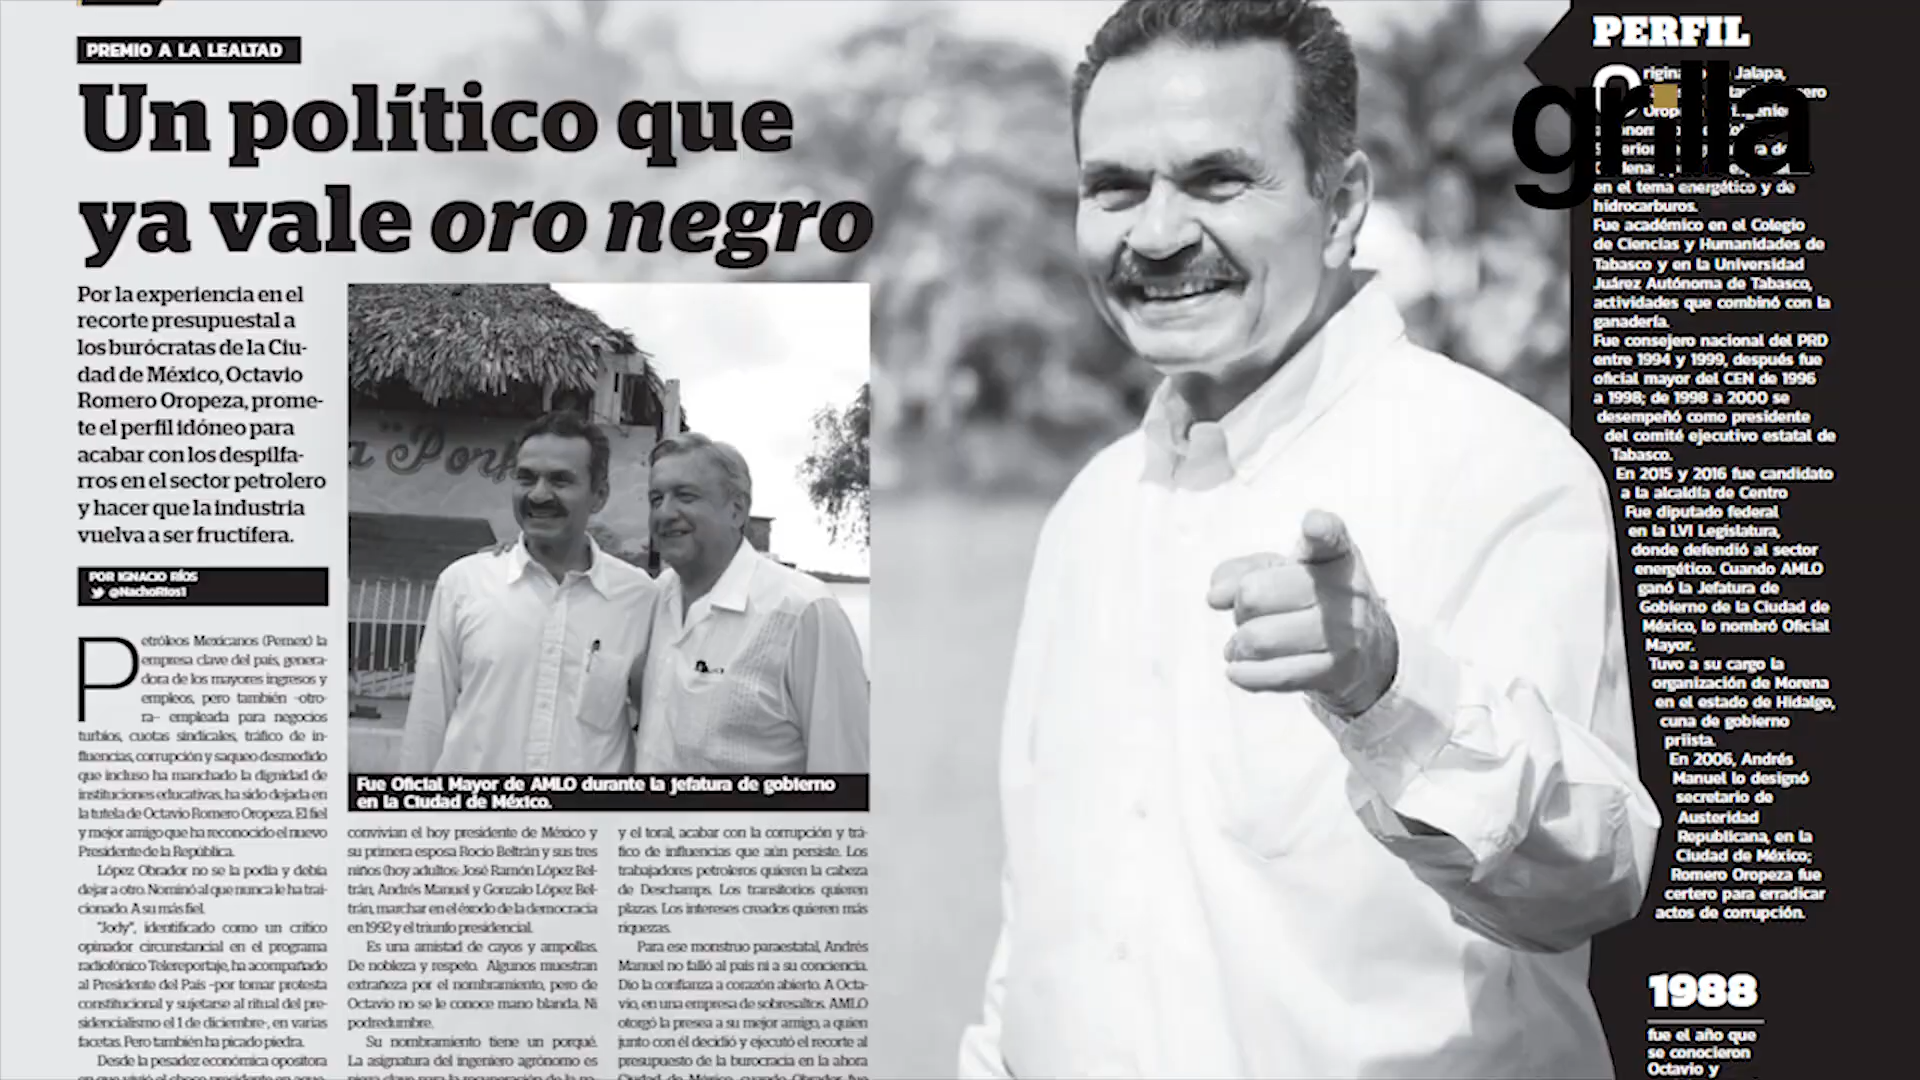 PREMIO A LA LEALTAD
Un político que
ya vale oro negro
Por la experiencia en el
recorte presupuestal a
los burócratas de la Ciu-
dad de México, Octavio
Romero Oropeza, prome-
te el perfil idóneo para
acabar con los despilfa-
rros en el sector petrolero
y hacer que la industria
vuelva a ser fructífera.
POR IGNACIO RÍOS
@NachoRios1
Petróleos Mexicanos (Pemex) la
empresa clave del país, genera-
dora de los mayores ingresos y
empleos, pero también -otro-
ra- empleada para negocios
turbios, cuotas sindicales, tráfico de in-
fluencias, corrupción y saqueo desmedido
que incluso ha manchado la dignidad de
instituciones educativas, ha sido dejada en
la tutela de Octavio Romero Oropeza. El fiel
y mejor amigo que ha reconocido el nuevo
Presidente de la República.
López Obrador no se la podía y debía
dejar a otro. Nominó al que nunca le ha trai-
cionado. A su más fiel.
"Jody", identificado como un crítico
opinador circunstancial en el programa
radiofónico Telereportaje, ha acompañado
al Presidente del País -por tomar protesta
constitucional y sujetarse al ritual del pre-
sidencialismo el 1 de diciembre-, en varias
facetas. Pero también ha picado piedra.
Desde la pesadez económica opositora
en que vivió el choco presidente en
a "Porf
Fue Oficial Mayor de AMLO durante la jefatura de gobierno
en la Ciudad de México.
convivían el hoy presidente de México y
su primera esposa Rocío Beltrán y sus tres
niños (hoy adultos: José Ramón López Bel-
trán, Andrés Manuel y Gonzalo López Bel-
trán, marchar en el éxodo de la democracia
en 1992 y el triunfo presidencial.
Es una amistad de cayos y ampollas.
De nobleza y respeto. Algunos muestran
extrañeza por el nombramiento, pero de
Octavio no se le conoce mano blanda. Ni
podredumbre.
Su nombramiento tiene un porqué.
La asignatura del ingeniero agrónomo es
pieza clave para la recuperación de la
y el toral, acabar con la corrupción y trá-
fico de influencias que aún persiste. Los
trabajadores petroleros quieren la cabeza
de Deschamps. Los transitorios quieren
plazas. Los intereses creados quieren más
riquezas.
Para ese monstruo paraestatal, Andrés
Manuel no falló al país ni a su conciencia.
Dio la confianza a corazón abierto. A Octa-
vio, en una empresa de sobresaltos. AMLO
otorgó la presea a su mejor amigo, a quien
junto con él decidió y ejecutó el recorte al
presupuesto de la burocracia en la ahora
Ciudad de México, cuando Obrador fue
PERFIL
grilla
Jalapa,
en el tema energético y de
hidrocarburos.
Fue académico en el Colegio
de Ciencias y Humanidades de
Tabasco y en la Universidad
Juárez Autónoma de Tabasco,
actividades que combinó con la
ganadería.
Fue consejero nacional del PRD
entre 1994 y 1999, después fue
oficial mayor del CEN de 1996
a 1998; de 1998 a 2000 se
desempeñó como presidente
del comité ejecutivo estatal de
Tabasco.
En 2015 y 2016 fue candidato
a la alcaldía de Centro
Fue diputado federal
en la LVI Legislatura,
donde defendió al sector
energético. Cuando AMLO
ganó la Jefatura de
Gobierno de la Ciudad de
México, lo nombró Oficial
Mayor.
Tuvo a su cargo la
organización de Morena
en el estado de Hidalgo,
cuna de gobierno
priista.
En 2006, Andrés
Manuel lo designó
secretario de
Austeridad
Republicana, en la
Ciudad de México;
Romero Oropeza fue
certero para erradicar
actos de corrupción.
1988
fue el año que
se conocieron
Octavio y